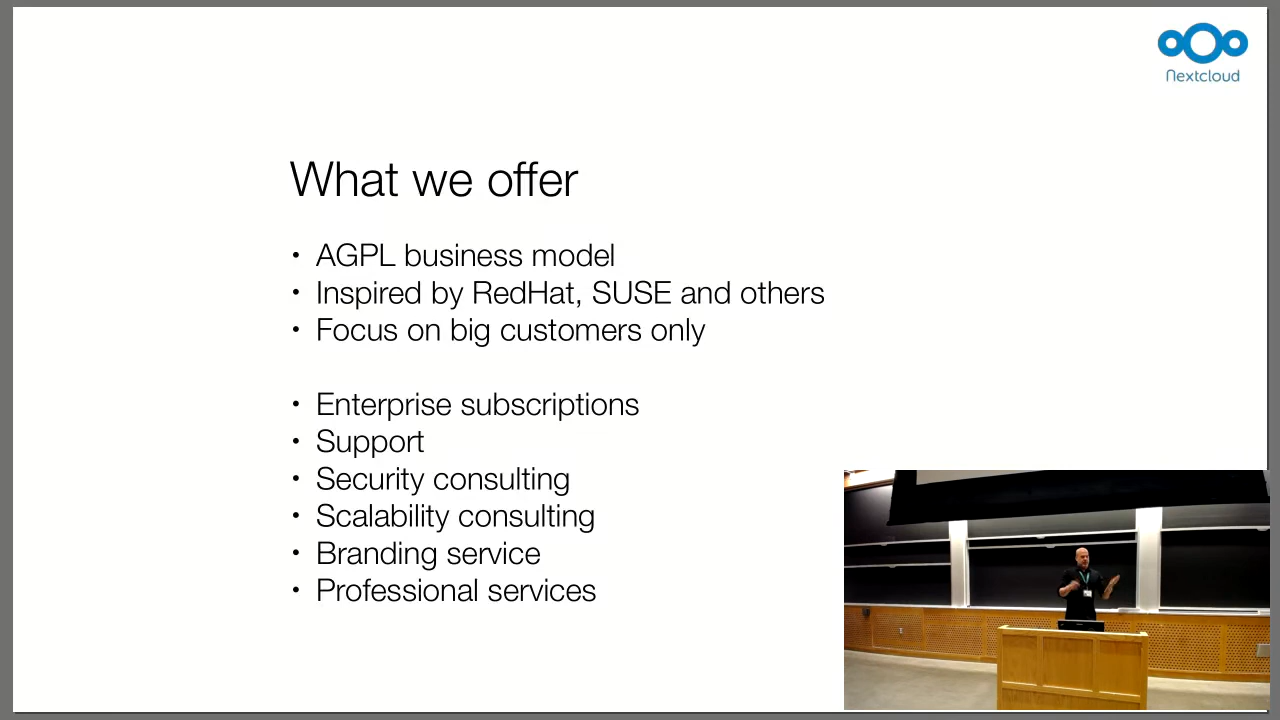 Nextcloud
What we offer
• AGPL business model
• Inspired by RedHat, SUSE and others
• Focus on big customers only
• Enterprise subscriptions
• Support
• Security consulting
• Scalability consulting
• Branding service
• Professional services